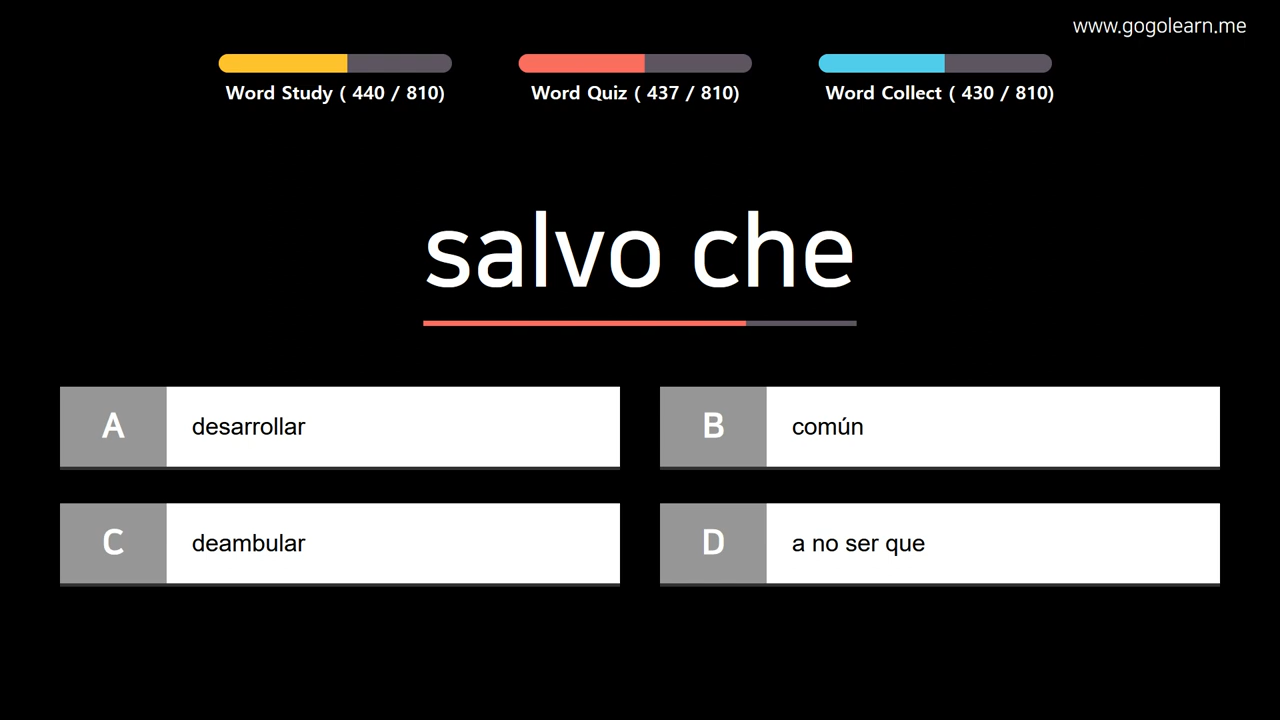 www.gogolearn.me
Word Study ( 440 / 810)
Word Quiz ( 437 / 810)
Word Collect ( 430 / 810)
salvo che
A
desarrollar
B
común
C
deambular
D
a no ser que